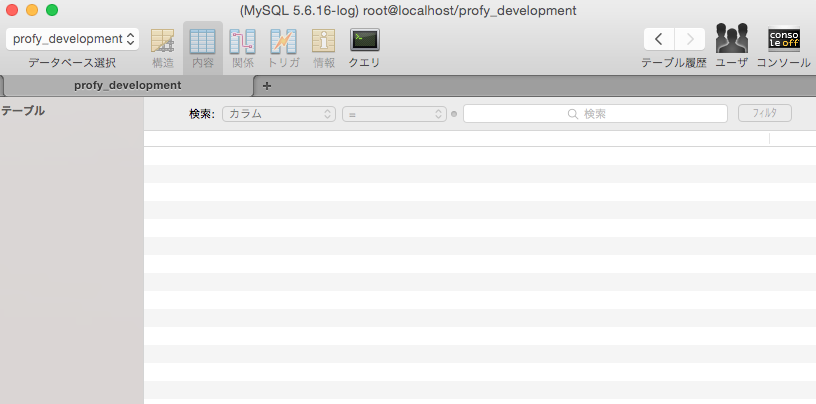 (MySQL 5.6.16-log) root@localhost/profy_development
profy_development
データベース選択
構造
内容
関係
トリガ
情報
クエリ
テーブル履歴
ユーザ
conso
le off
コンソール
profy_development
+
テーブル
検索:
カラム
=
検索
フィルタ